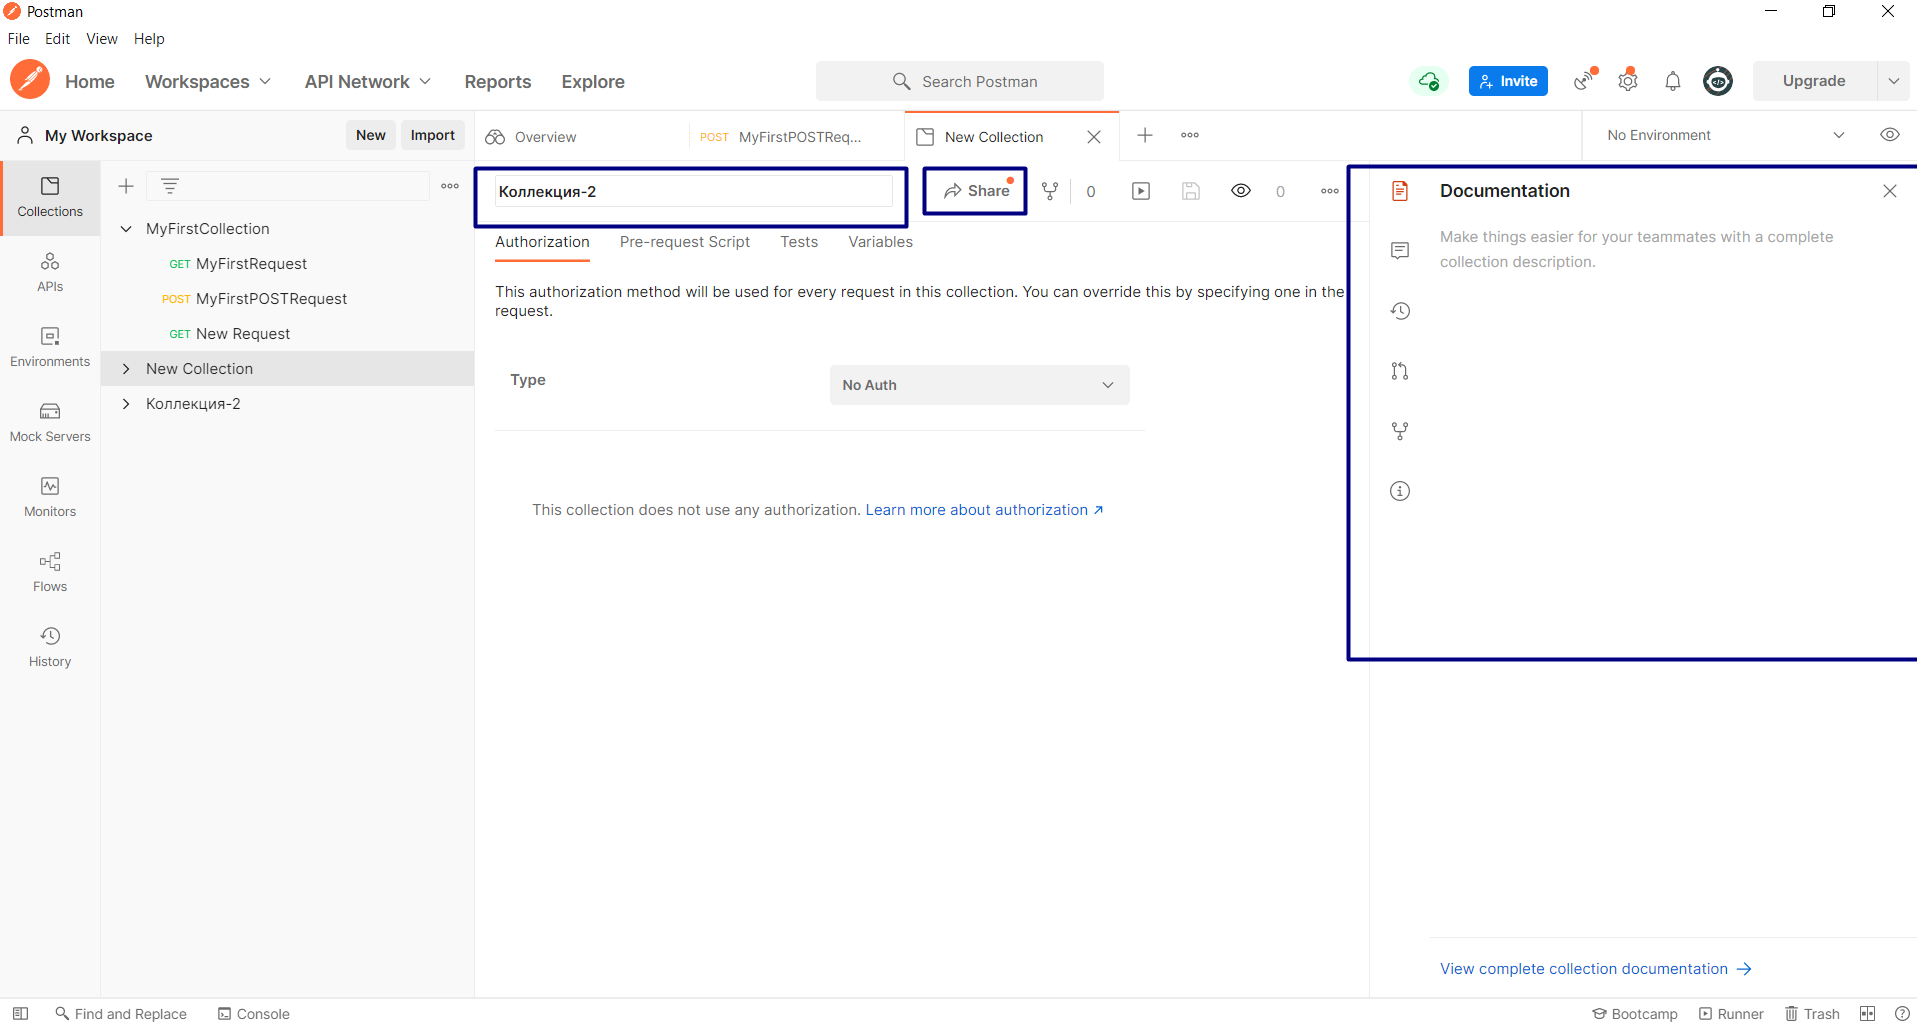 Postman
File Edit View Help
Home Workspaces API Network Reports Explore Search Postman Invite Upgrade
My Workspace New Import Overview POST MyFirstPOSTReq... New Collection No Environment
Collections
APIs
Environments
Mock Servers
Monitors
Flows
History
MyFirstCollection
GET MyFirstRequest
POST MyFirstPOSTRequest
GET New Request
New Collection
Коллекция-2
Коллекция-2 Share 0 0
Authorization Pre-request Script Tests Variables
This authorization method will be used for every request in this collection. You can override this by specifying one in the
request.
Type No Auth
This collection does not use any authorization. Learn more about authorization
Documentation
Make things easier for your teammates with a complete
collection description.
View complete collection documentation
Find and Replace Console Bootcamp Runner Trash